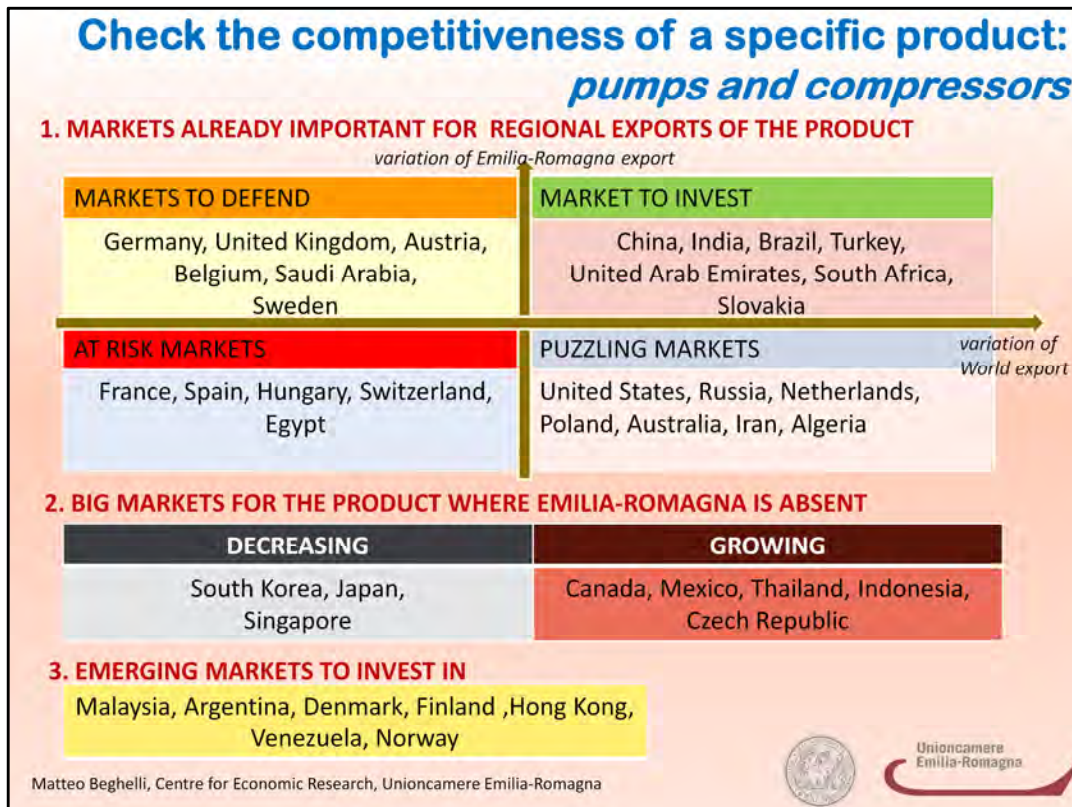 Check the competitiveness of a specific product:
pumps and compressors
1. MARKETS ALREADY IMPORTANT FOR REGIONAL EXPORTS OF THE PRODUCT
variation of Emilia-Romagna export
MARKETS TO DEFEND
Germany, United Kingdom, Austria,
Belgium, Saudi Arabia,
Sweden
MARKET TO INVEST
China, India, Brazil, Turkey,
United Arab Emirates, South Africa,
Slovakia
AT RISK MARKETS
France, Spain, Hungary, Switzerland,
Egypt
PUZZLING MARKETS
United States, Russia, Netherlands,
Poland, Australia, Iran, Algeria
variation of
World export
2. BIG MARKETS FOR THE PRODUCT WHERE EMILIA-ROMAGNA IS ABSENT
DECREASING
South Korea, Japan,
Singapore
GROWING
Canada, Mexico, Thailand, Indonesia,
Czech Republic
3. EMERGING MARKETS TO INVEST IN
Malaysia, Argentina, Denmark, Finland ,Hong Kong,
Venezuela, Norway
Matteo Beghelli, Centre for Economic Research, Unioncamere Emilia-Romagna
Unioncamere
Emilia-Romagna